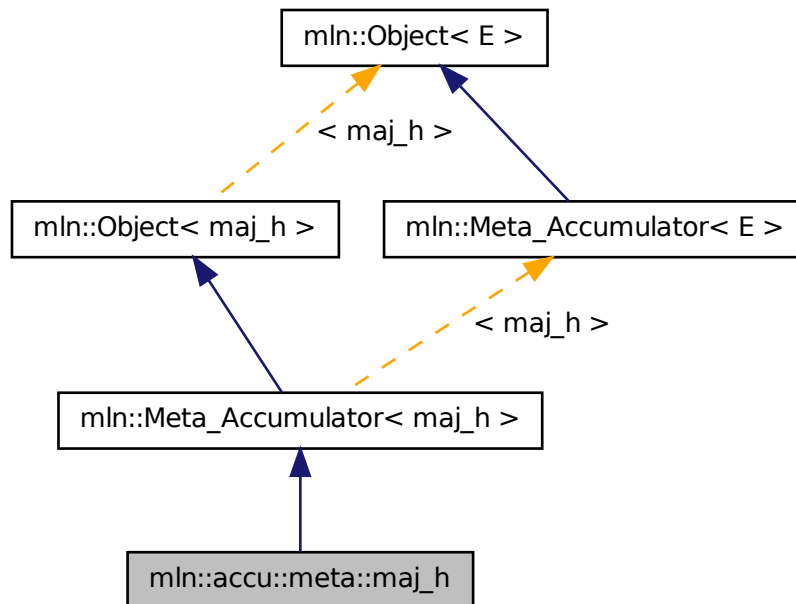 mln::Object< E >
< maj_h >
mln::Object< maj_h >
mln::Meta_Accumulator< E >
< maj_h >
mln::Meta_Accumulator< maj_h >
mln::accu::meta::maj_h